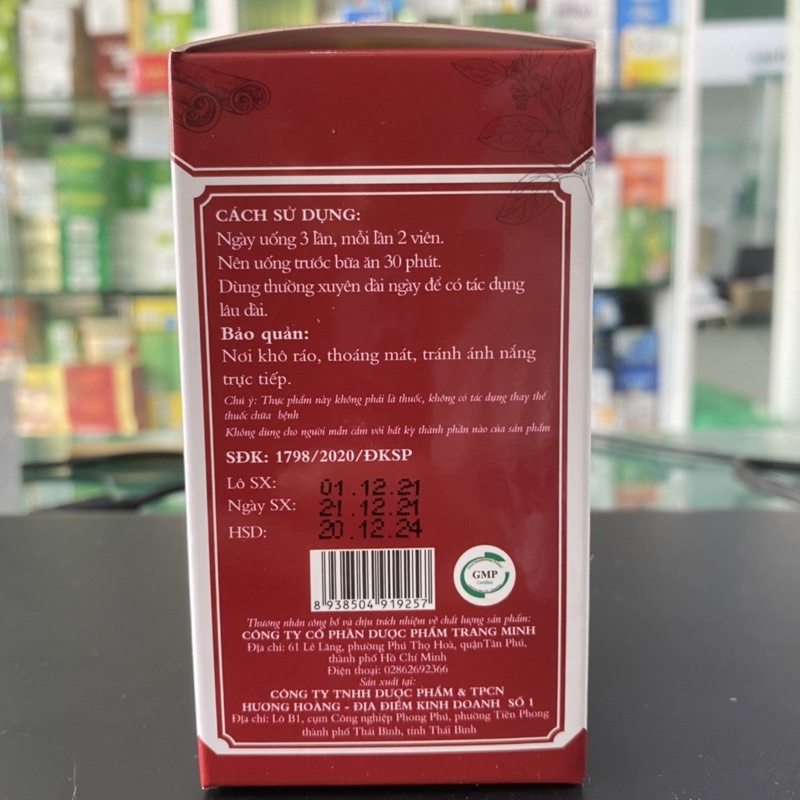 CÁCH SỬ DỤNG:
Ngày uống 3 lần, mỗi lần 2 viên.
Nên uống trước bữa ăn 30 phút.
Dùng thường xuyên dài ngày để có tác dụng
lâu dài.
Bảo quản:
Nơi khô ráo, thoáng mát, tránh ánh nắng
trực tiếp.
Chú ý: Thực phẩm này không phải là thuốc, không có tác dụng thay thế
thuốc chữa bệnh
Không dùng cho người mẫn cảm với bất kỳ thành phần nào của sản phẩm
SĐK: 1798/2020/ĐKSP
Lô SX: 01.12.21
Ngày SX: 21.12.21
HSD: 20.12.24
GMP
8 938504 919257
Thương nhân công bố và chịu trách nhiệm về chất lượng sản phẩm:
CÔNG TY CỔ PHẦN DƯỢC PHẨM TRANG MINH
Địa chỉ: 61 Lê Lăng, phường Phú Thọ Hoà, quậnTân Phú,
thành phố Hồ Chí Minh
Điện thoại: 02862692366
Sản xuất tại:
CÔNG TY TNHH DƯỢC PHẨM & TPCN
HƯƠNG HOÀNG - ĐỊA ĐIỂM KINH DOANH SỐ 1
Địa chỉ: Lô B1, cụm Công nghiệp Phong Phú, phường Tiền Phong
thành phố Thái Bình, tỉnh Thái Bình